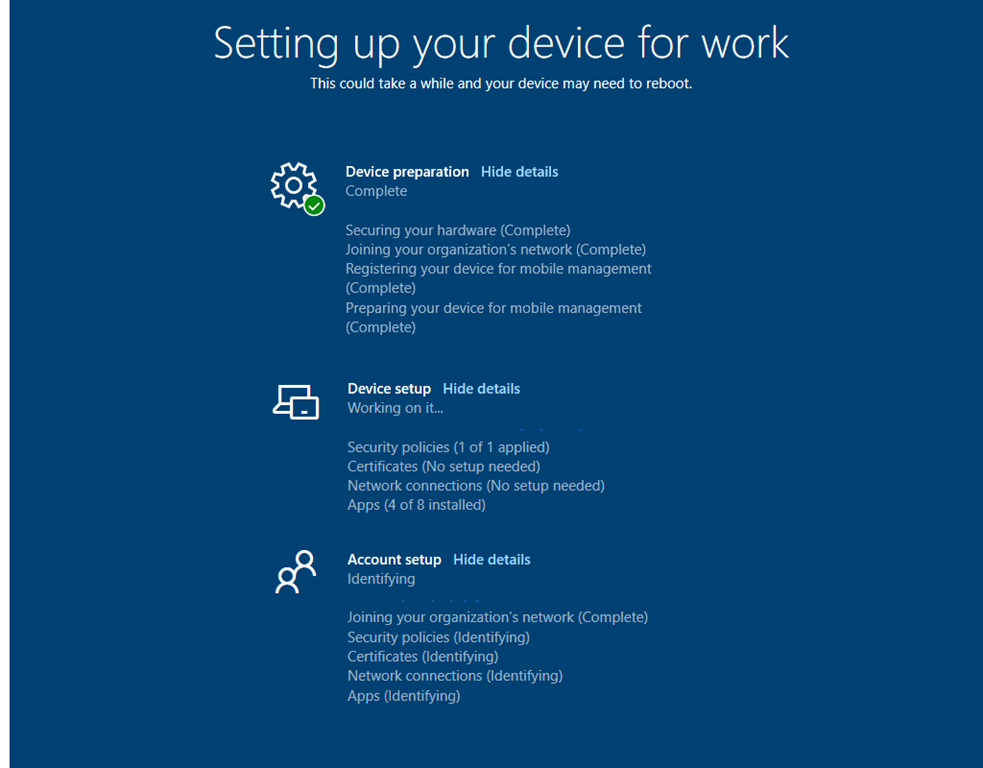 Setting up your device for work
This could take a while and your device may need to reboot.
Device preparation Hide details
Complete
Securing your hardware (Complete)
Joining your organization's network (Complete)
Registering your device for mobile management
(Complete)
Preparing your device for mobile management
(Complete)
Device setup Hide details
Working on it...
Security policies (1 of 1 applied)
Certificates (No setup needed)
Network connections (No setup needed)
Apps (4 of 8 installed)
Account setup Hide details
Identifying
Joining your organization's network (Complete)
Security policies (Identifying)
Certificates (Identifying)
Network connections (Identifying)
Apps (Identifying)